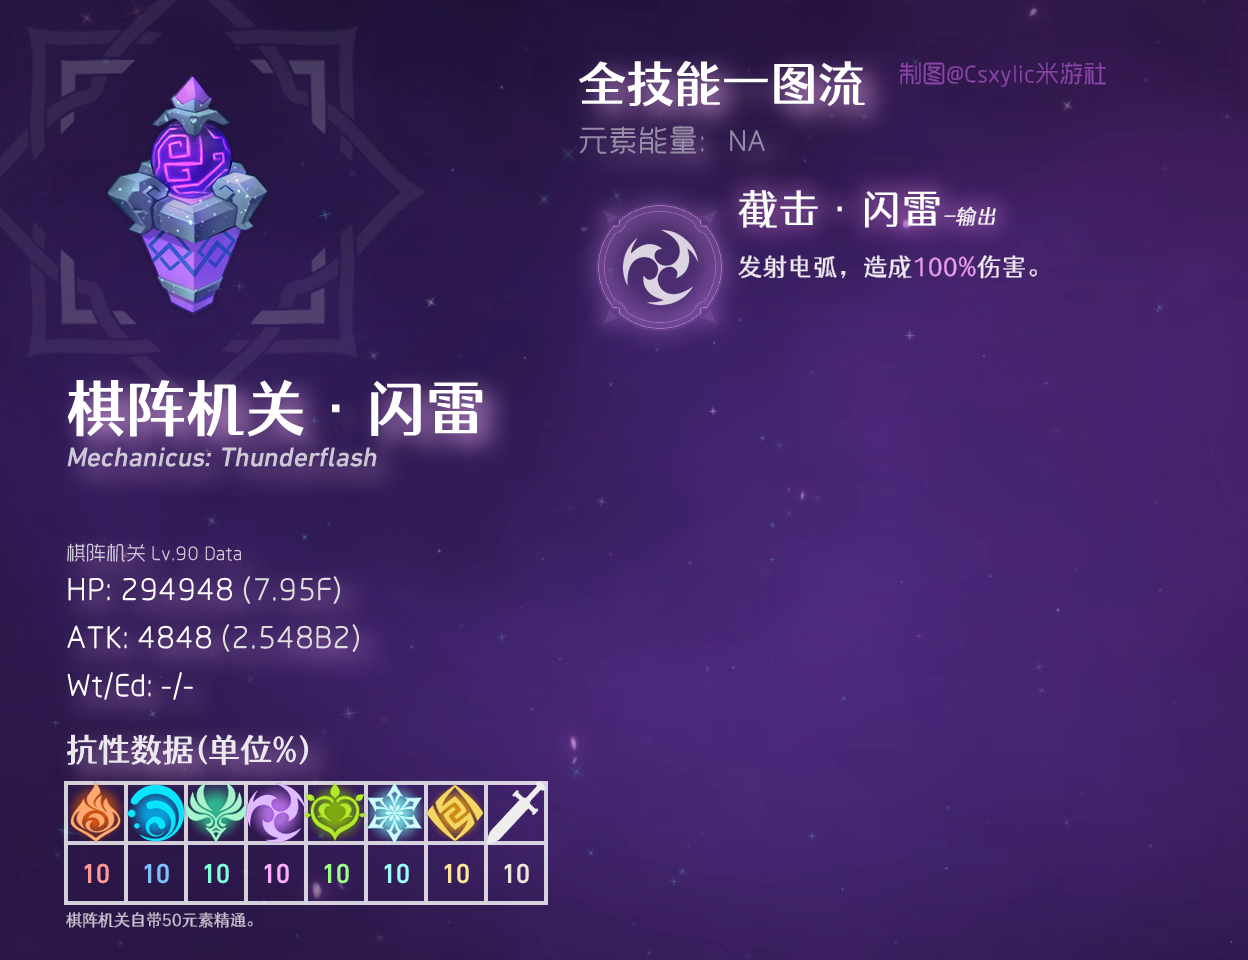 全技能一图流
制图@Csxylic米游社
元素能量： NA
截击 · 闪雷-输出
发射电弧，造成100%伤害。
棋阵机关 · 闪雷
Mechanicus: Thunderflash
棋阵机关 Lv.90 Data
HP: 294948 (7.95F)
ATK: 4848 (2.548B2)
Wt/Ed: -/-
抗性数据(单位%)
10 10 10 10 10 10 10 10
棋阵机关自带50元素精通。